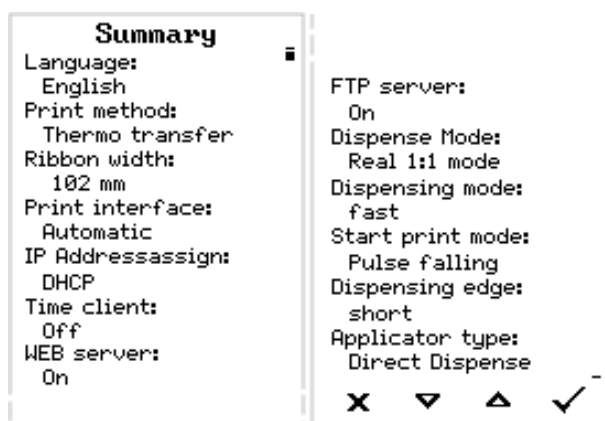 Summary
Language:
English
Print method:
Thermo transfer
Ribbon width:
102 mm
Print interface:
Automatic
IP Addressassign:
DHCP
Time client:
Off
WEB server:
On
FTP server:
On
Dispense Mode:
Real 1:1 mode
Dispensing mode:
fast
Start print mode:
Pulse falling
Dispensing edge:
short
Applicator type:
Direct Dispense